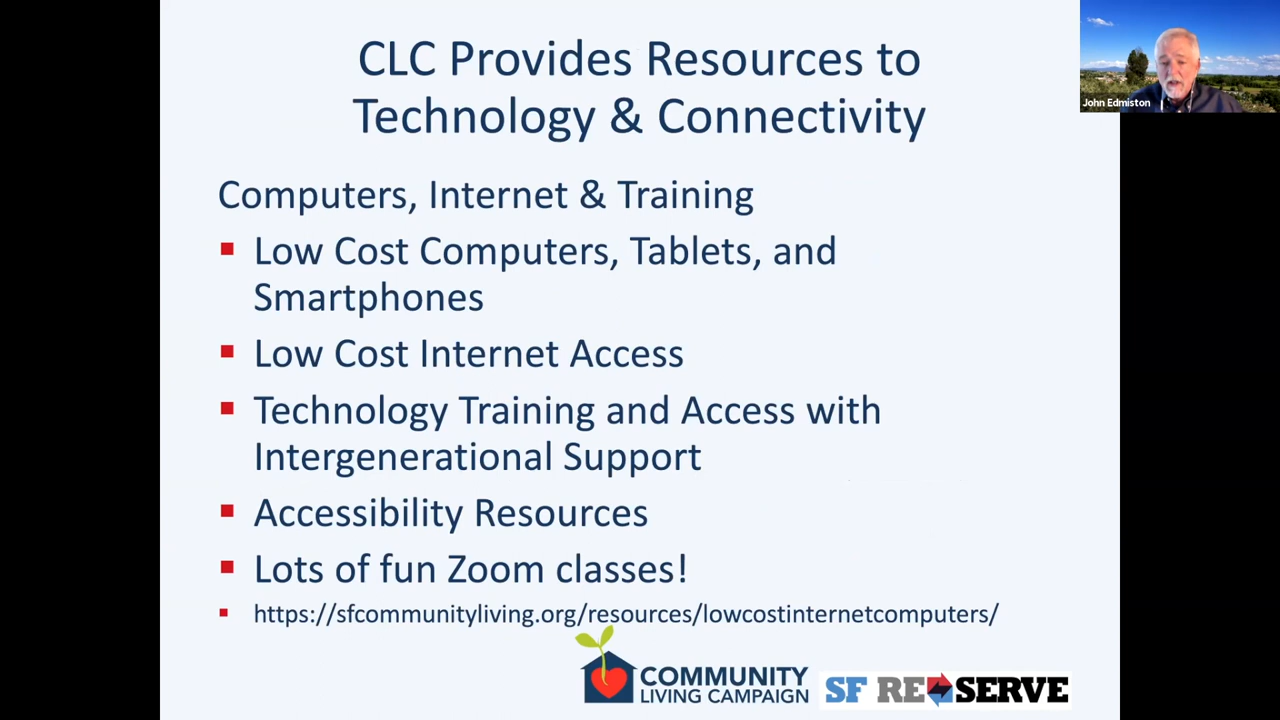 CLC Provides Resources to
Technology & Connectivity
John Edmiston
Computers, Internet & Training
Low Cost Computers, Tablets, and
Smartphones
Low Cost Internet Access
Technology Training and Access with
Intergenerational Support
Accessibility Resources
Lots of fun Zoom classes!
https://sfcommunityliving.org/resources/lowcostinternetcomputers/
COMMUNITY
LIVING CAMPAIGN
SF RE SERVE